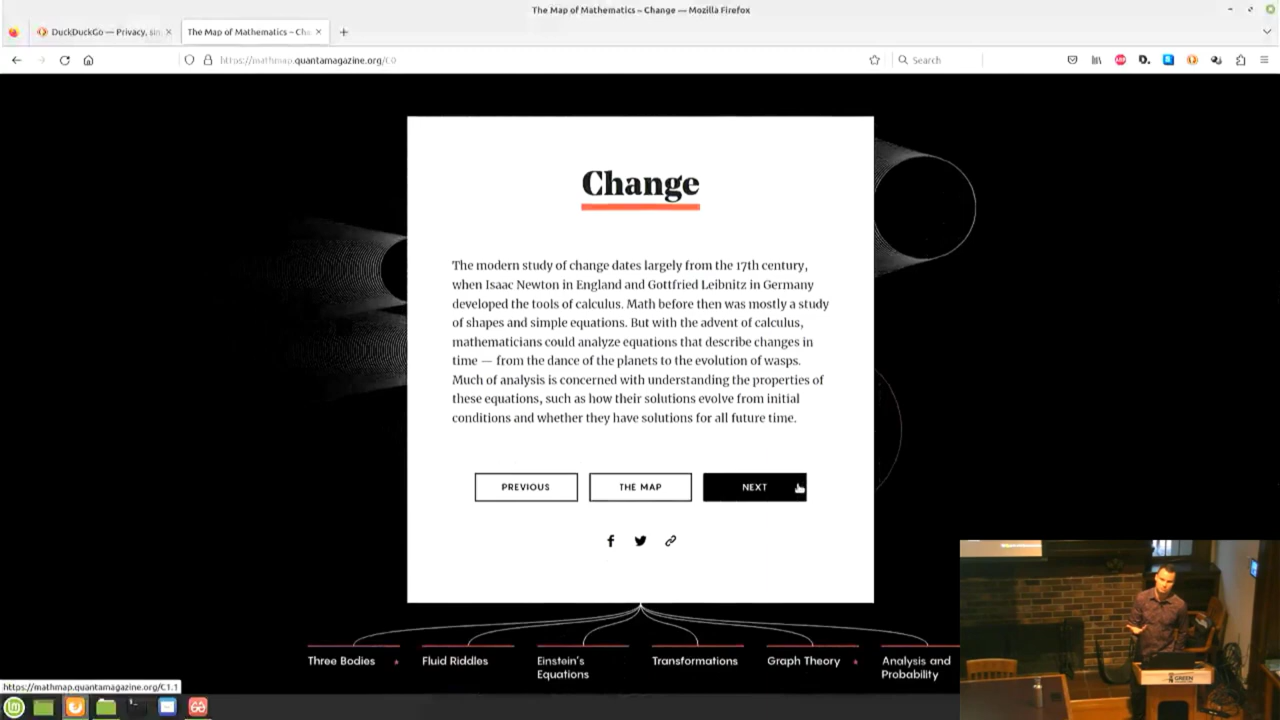 The Map of Mathematics – Change — Mozilla Firefox
DuckDuckGo — Privacy, sim
The Map of Mathematics – Ch
https://mathmap.quantamagazine.org/C0
Search
ABP
D.
Change
The modern study of change dates largely from the 17th century,
when Isaac Newton in England and Gottfried Leibnitz in Germany
developed the tools of calculus. Math before then was mostly a study
of shapes and simple equations. But with the advent of calculus,
mathematicians could analyze equations that describe changes in
time — from the dance of the planets to the evolution of wasps.
Much of analysis is concerned with understanding the properties of
these equations, such as how their solutions evolve from initial
conditions and whether they have solutions for all future time.
PREVIOUS
THE MAP
NEXT
Three Bodies
Fluid Riddles
Einstein's
Equations
Transformations
Graph Theory
Analysis and
Probability
https://mathmap.quantamagazine.org/C1.1
GREEN